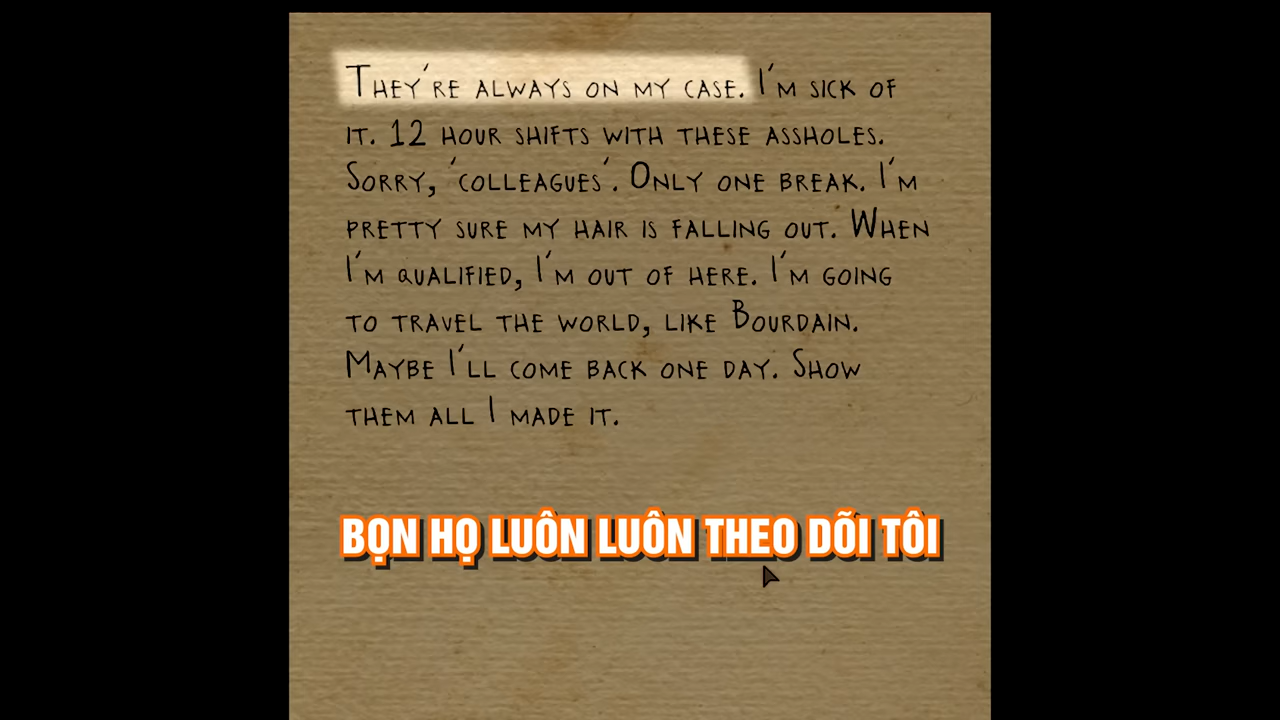 They're always on my case. I'm sick of
it. 12 hour shifts with these assholes.
Sorry, 'colleagues'. Only one break. I'm
pretty sure my hair is falling out. When
I'm qualified, I'm out of here. I'm going
to travel the world, like Bourdain.
Maybe I'll come back one day. Show
them all I made it.
BỌN HỌ LUÔN LUÔN THEO DÕI TÔI